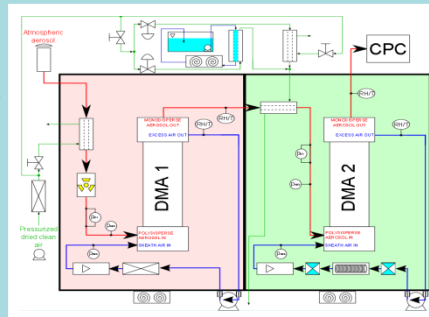 Atmospheric
aerosol
CPC
MONODISPERSE
AEROSOL OUT
EXCESS AIR OUT
RH/T
RH/T
DMA 1
POLYDISPERSE
AEROSOL IN
SHEATH AIR IN
Pressurized
dried clean
air
RH/T
MONODISPERSE
AEROSOL OUT
EXCESS AIR OUT
RH/T
DMA 2
POLYDISPERSE
AEROSOL IN
SHEATH AIR IN